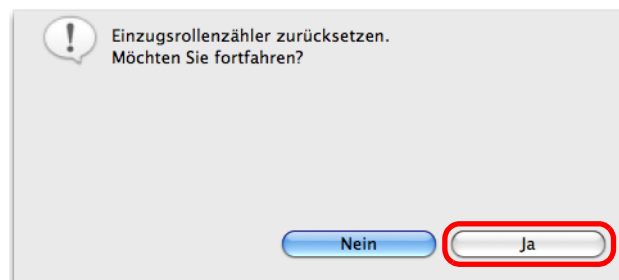 Einzugsrollenzähler zurücksetzen.
Möchten Sie fortfahren?
Nein
Ja